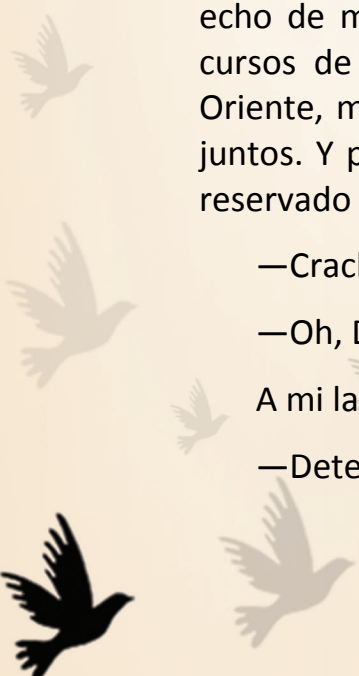 echo de m
cursos de
Oriente, m
juntos. Y p
reservado
—Crac
—Oh,
A mi la
—Dete